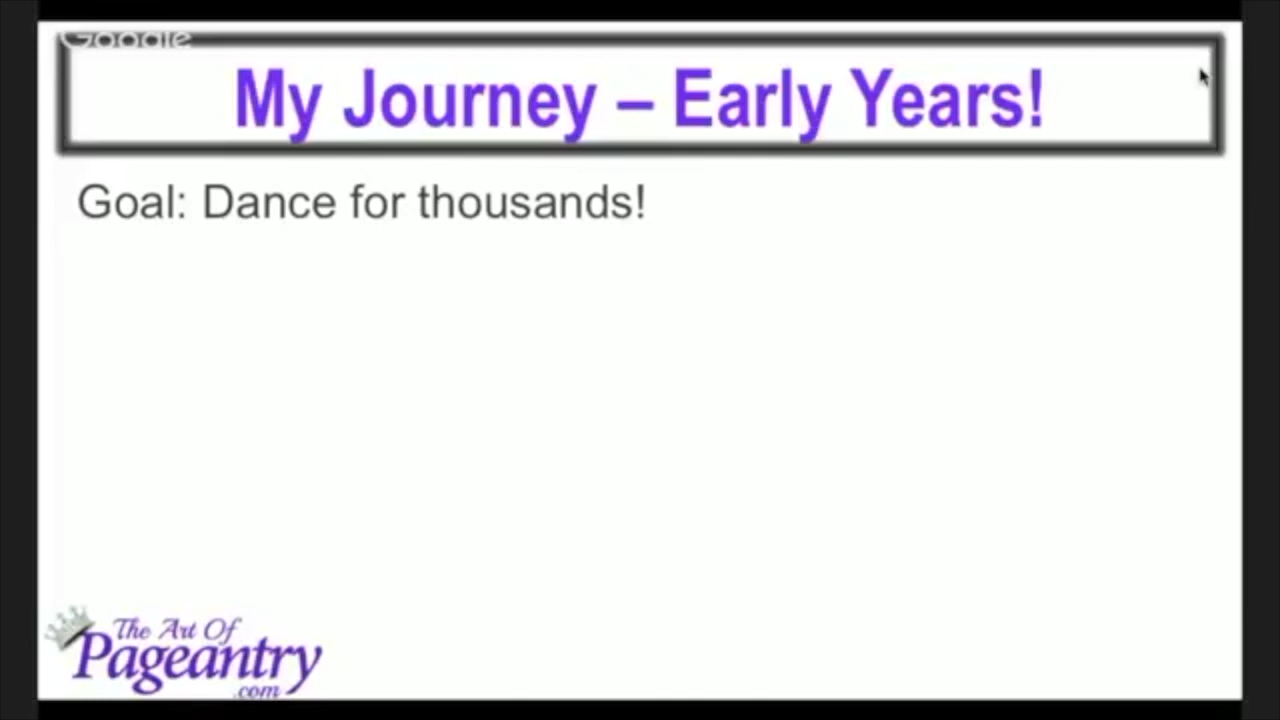 Google
My Journey – Early Years!
Goal: Dance for thousands!
The Art Of
Pageantry
.com